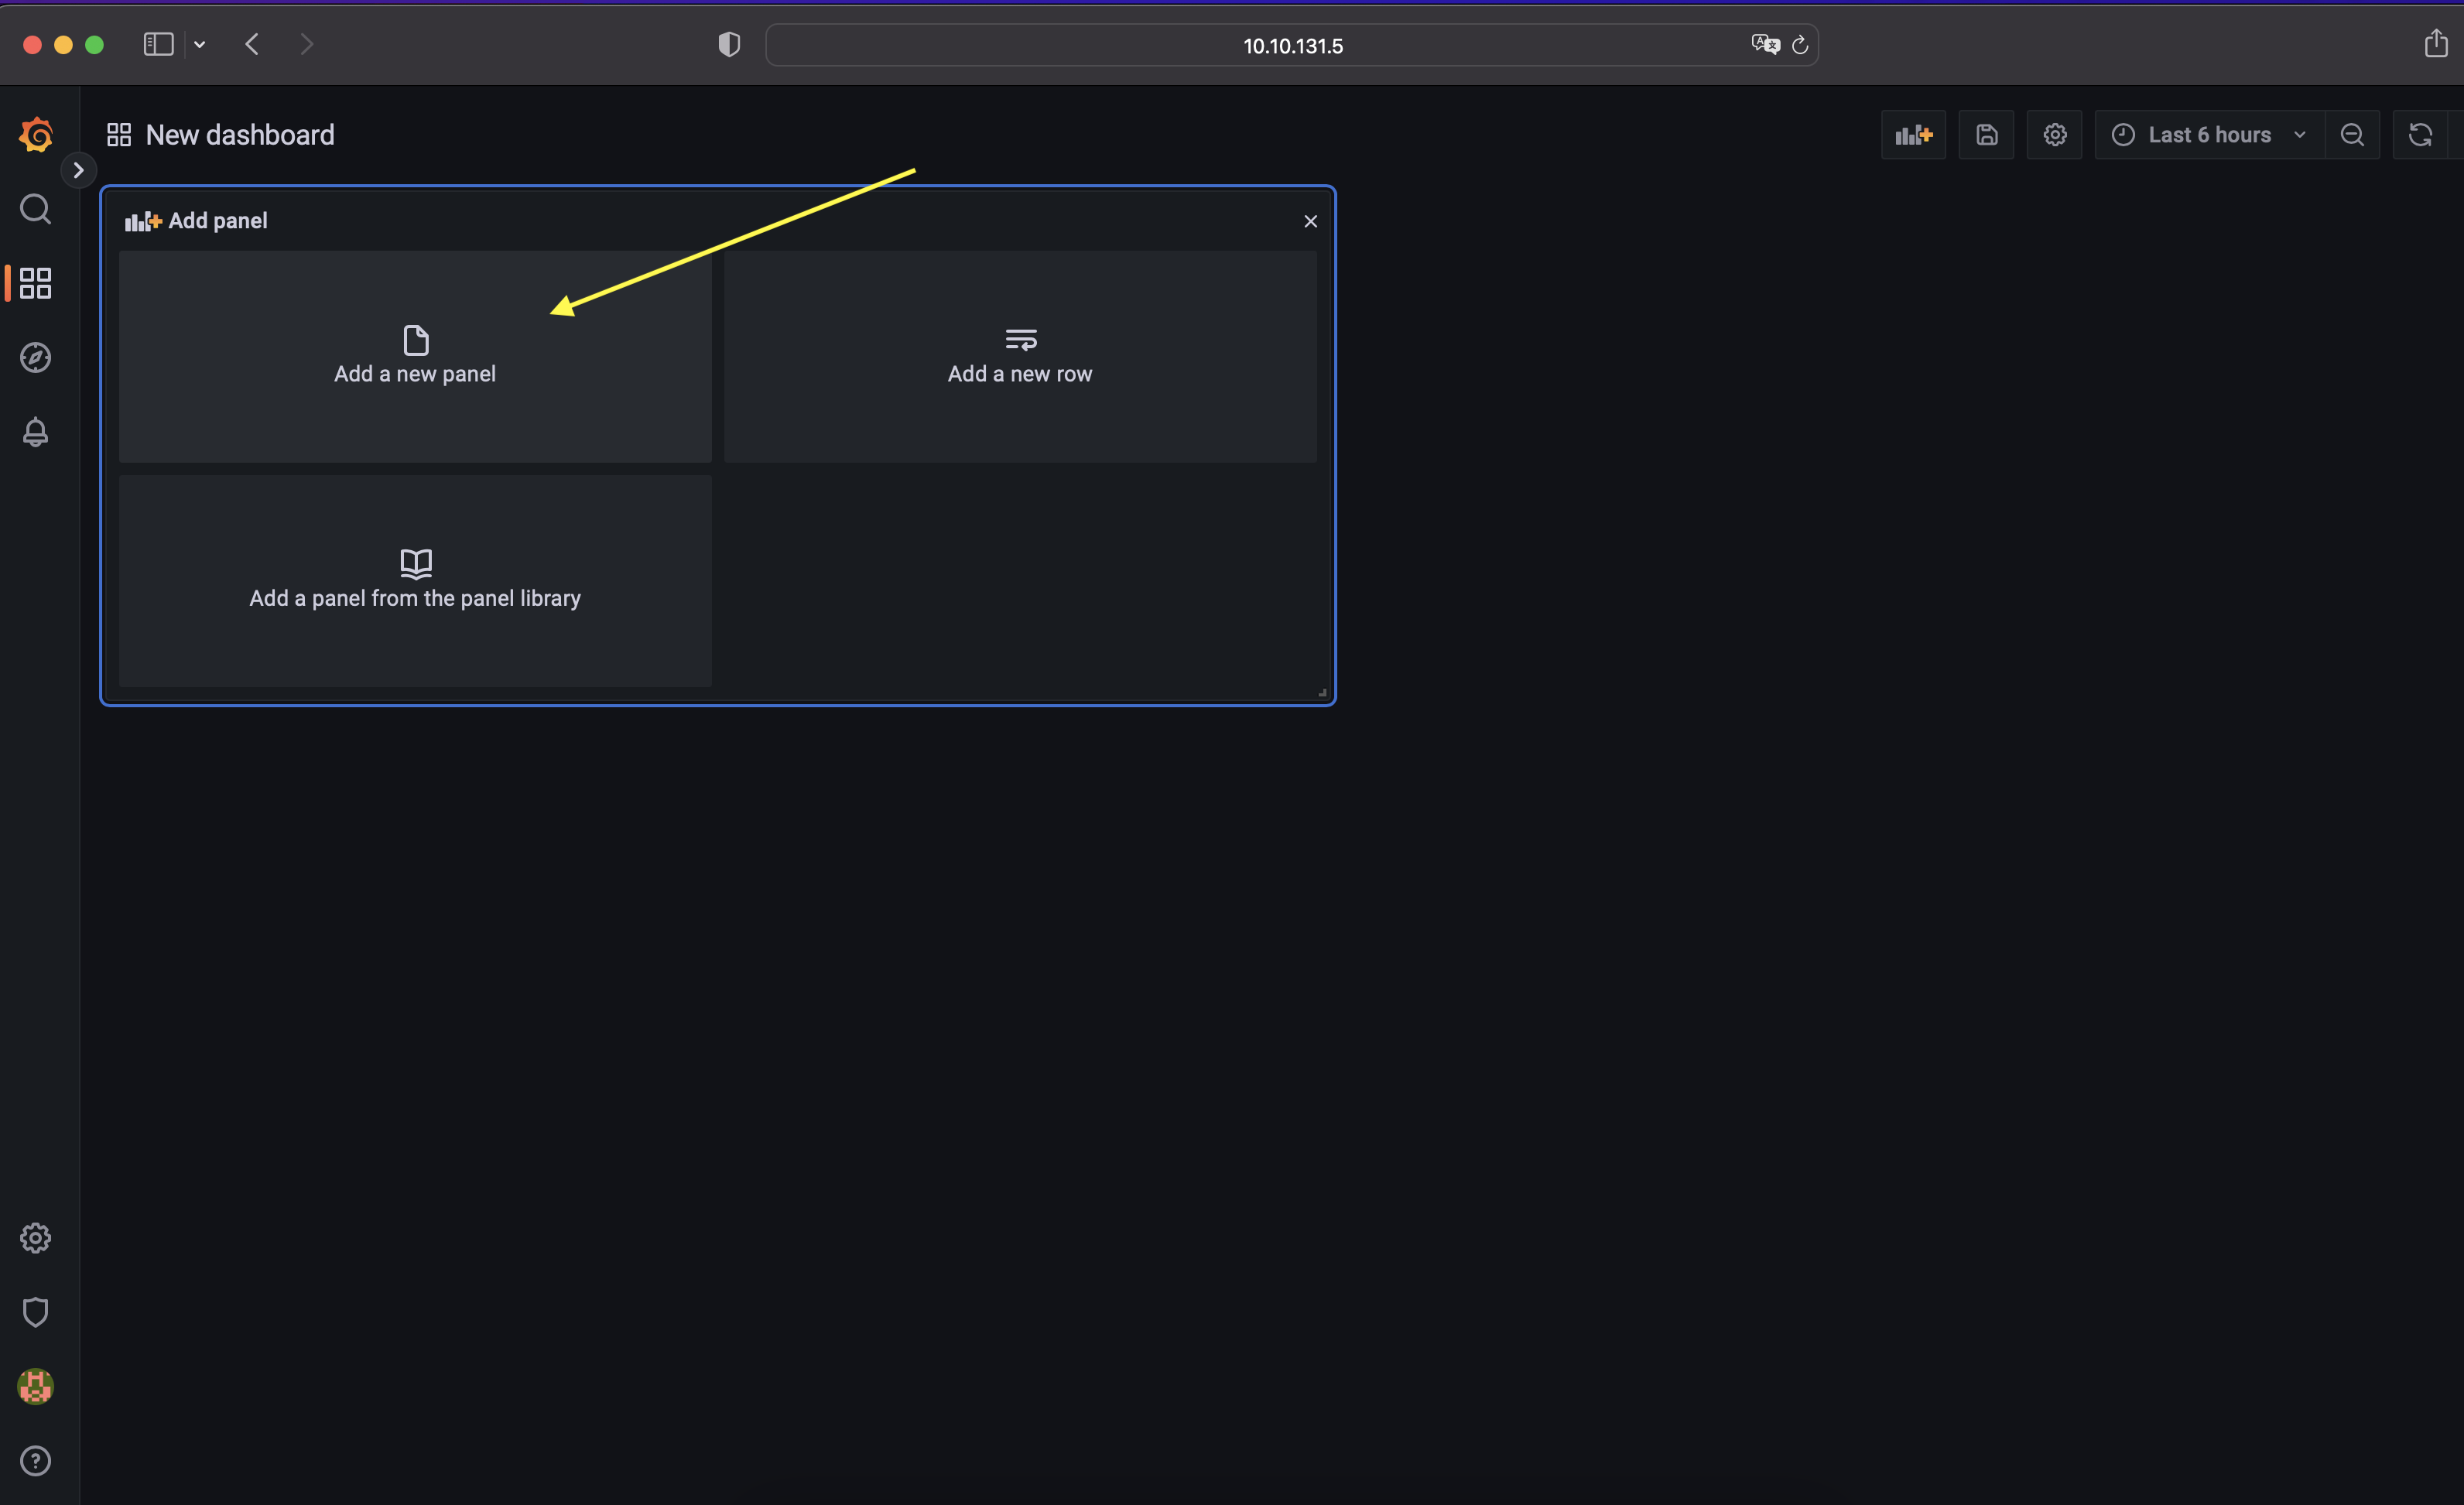 10.10.131.5
New dashboard
Last 6 hours
Add panel
Add a new panel
Add a new row
Add a panel from the panel library